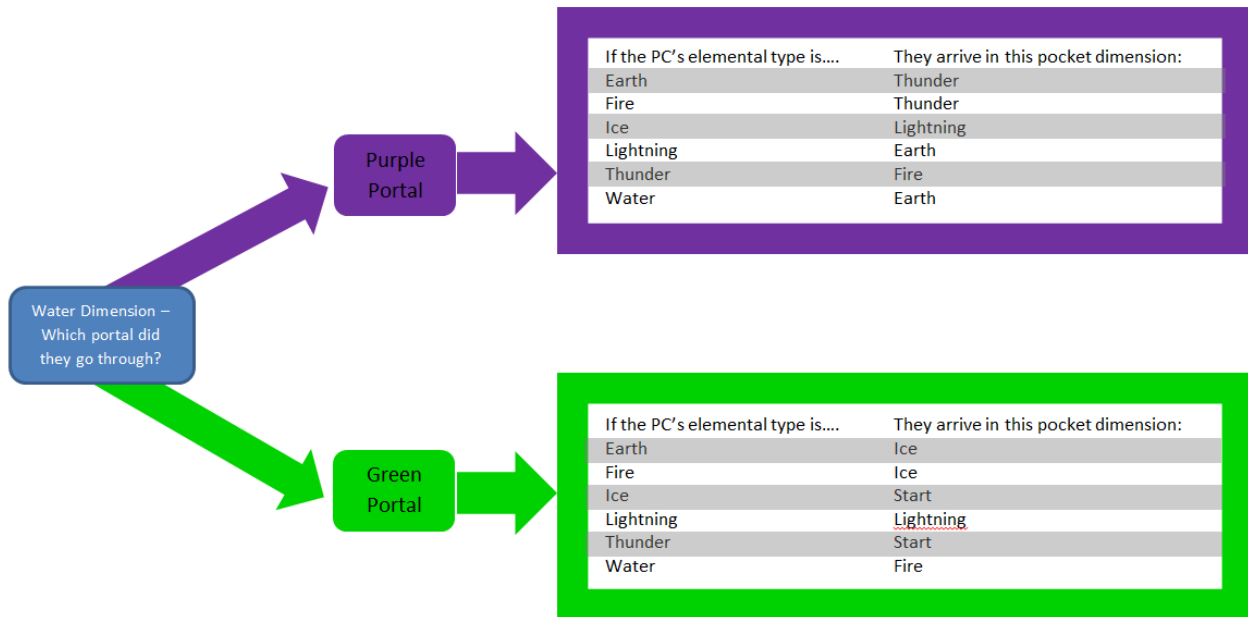 If the PC’s elemental type is.... They arrive in this pocket dimension:
Earth Thunder
Fire Thunder
Ice Lightning
Lightning Earth
Thunder Fire
Water Earth
Purple
Portal
Water Dimension –
Which portal did
they go through?
Green
Portal
If the PC’s elemental type is.... They arrive in this pocket dimension:
Earth Ice
Fire Ice
Ice Start
Lightning Lightning
Thunder Start
Water Fire